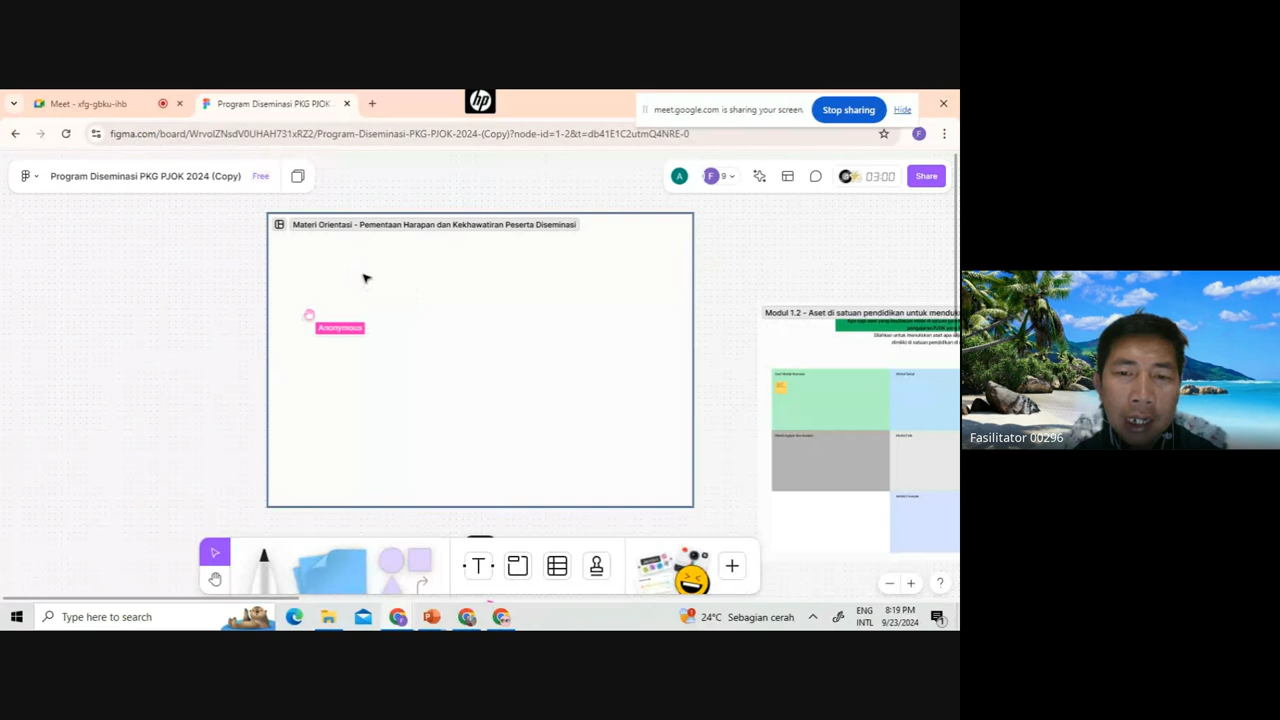 Meet - xfg-gbku-ihb
Program Diseminasi PKG PJOK
hp
meet.google.com is sharing your screen.
Stop sharing
Hide
figma.com/board/WrvolZNsdV0UHAH731xRZ2/Program-Diseminasi-PKG-PJOK-2024-(Copy)?node-id=1-2&t=db41E1C2utmQ4NRE-0
F
Program Diseminasi PKG PJOK 2024 (Copy)
Free
A
F
9
03:00
Share
Materi Orientasi - Pementaan Harapan dan Kekhawatiran Peserta Diseminasi
Anonymous
Modul 1.2 - Aset di satuan pendidikan untuk menduk
Fasilitator 00296
T
?
Type here to search
24°C Sebagian cerah
ENG
INTL
8:19 PM
9/23/2024
1